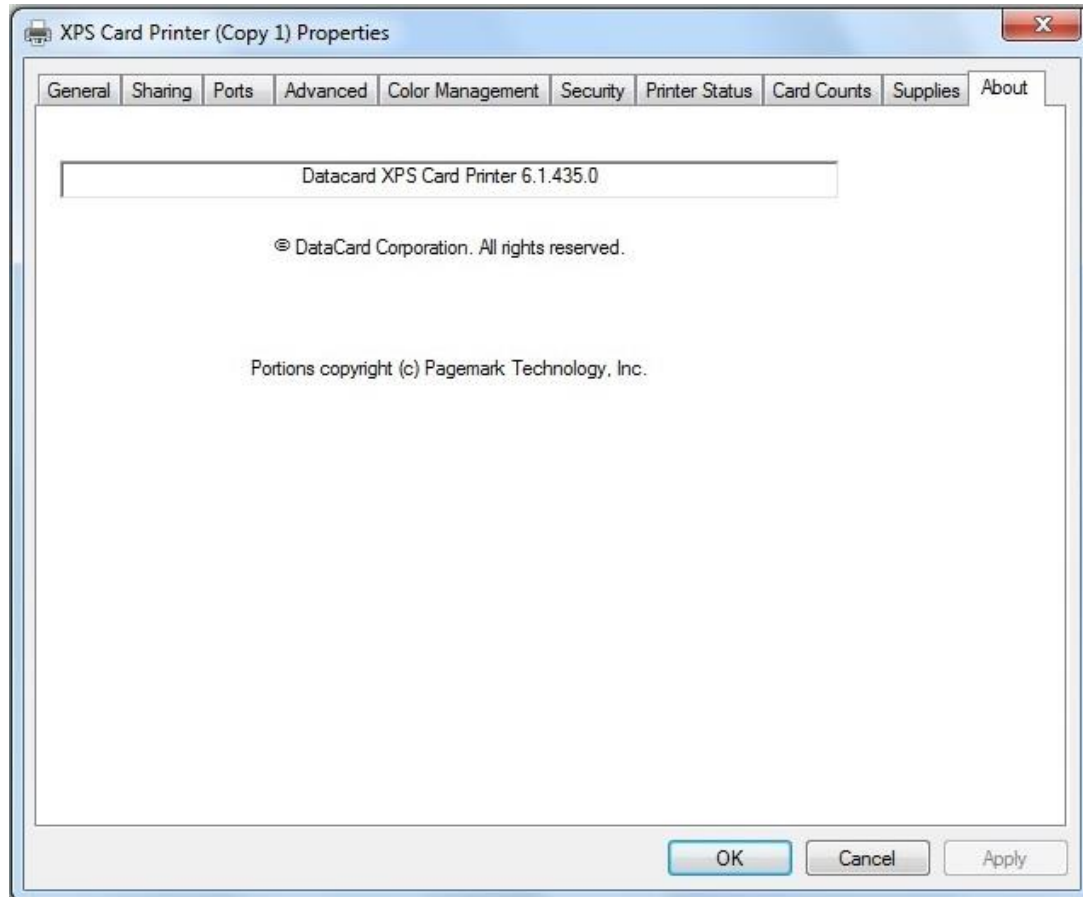 XPS Card Printer (Copy 1) Properties
General Sharing Ports Advanced Color Management Security Printer Status Card Counts Supplies About
Datacard XPS Card Printer 6.1.435.0
© DataCard Corporation. All rights reserved.
Portions copyright (c) Pagemark Technology, Inc.
OK Cancel Apply